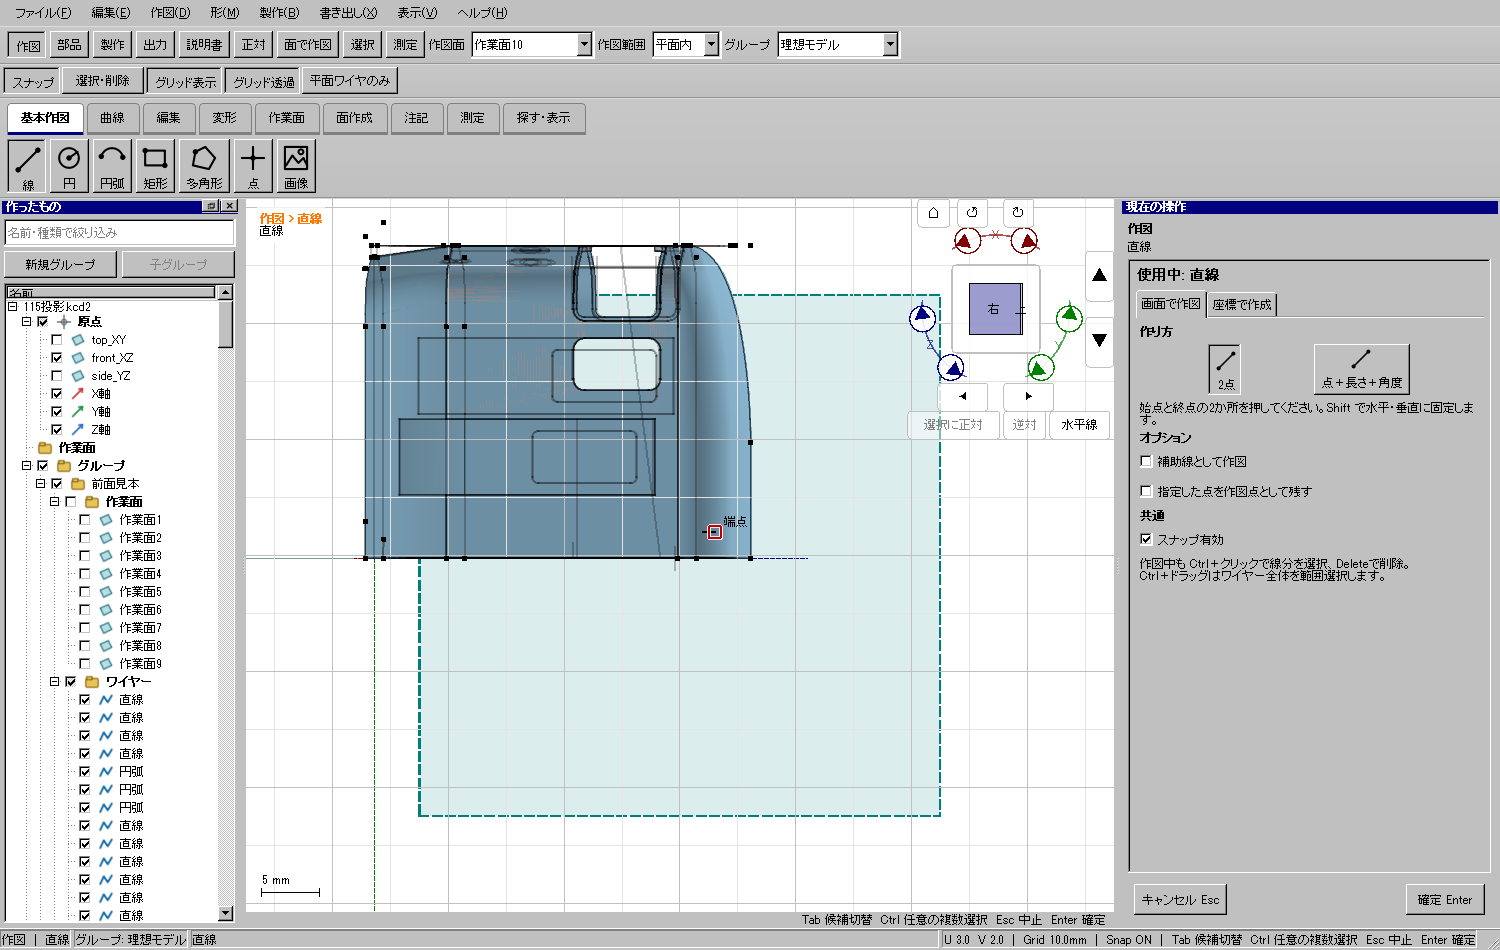 ファイル(F) 編集(E) 作図(D) 形(M) 製作(B) 書き出し(X) 表示(V) ヘルプ(H)
作図 部品 製作 出力 説明書 正対 面で作図 選択 測定 作図面 作業面10 作図範囲 平面内 グループ 理想モデル
スナップ 選択・削除 グリッド表示 グリッド透過 平面ワイヤのみ
基本作図 曲線 編集 変形 作業面 面作成 注記 測定 探す・表示
線 円 円弧 矩形 多角形 点 画像
作ったもの
名前・種類で絞り込み
新規グループ 子グループ
名前
115投影.kcd2
原点
top_XY
front_XZ
side_YZ
X軸
Y軸
Z軸
作業面
グループ
前面見本
作業面
作業面1
作業面2
作業面3
作業面4
作業面5
作業面6
作業面7
作業面8
作業面9
ワイヤー
直線
直線
直線
直線
円弧
円弧
円弧
直線
直線
直線
直線
直線
直線
作図 > 直線
直線
端点
5 mm
X
右
上
Z
Y
選択に正対 逆対 水平線
Tab 候補切替 Ctrl 任意の複数選択 Esc 中止 Enter 確定
現在の操作
作図
直線
使用中: 直線
画面で作図 座標で作成
作り方
2点
点+長さ+角度
始点と終点の2か所を押してください。Shift で水平・垂直に固定しま
す。
オプション
補助線として作図
指定した点を作図点として残す
共通
スナップ有効
作図中も Ctrl+クリックで線分を選択、Deleteで削除。
Ctrl+ドラッグはワイヤー全体を範囲選択します。
キャンセル Esc 確定 Enter
作図 | 直線 グループ: 理想モデル 直線 U 3.0 V 2.0 | Grid 10.0mm | Snap ON | Tab 候補切替 Ctrl 任意の複数選択 Esc 中止 Enter 確定